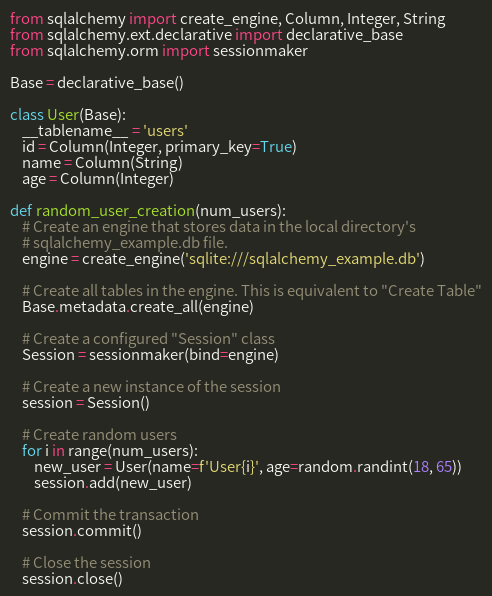 from sqlalchemy import create_engine, Column, Integer, String
from sqlalchemy.ext.declarative import declarative_base
from sqlalchemy.orm import sessionmaker

Base = declarative_base()

class User(Base):
    __tablename__ = 'users'
    id = Column(Integer, primary_key=True)
    name = Column(String)
    age = Column(Integer)

def random_user_creation(num_users):
    # Create an engine that stores data in the local directory's
    # sqlalchemy_example.db file.
    engine = create_engine('sqlite:///sqlalchemy_example.db')

    # Create all tables in the engine. This is equivalent to "Create Table"
    Base.metadata.create_all(engine)

    # Create a configured "Session" class
    Session = sessionmaker(bind=engine)

    # Create a new instance of the session
    session = Session()

    # Create random users
    for i in range(num_users):
        new_user = User(name=f'User{i}', age=random.randint(18, 65))
        session.add(new_user)

    # Commit the transaction
    session.commit()

    # Close the session
    session.close()